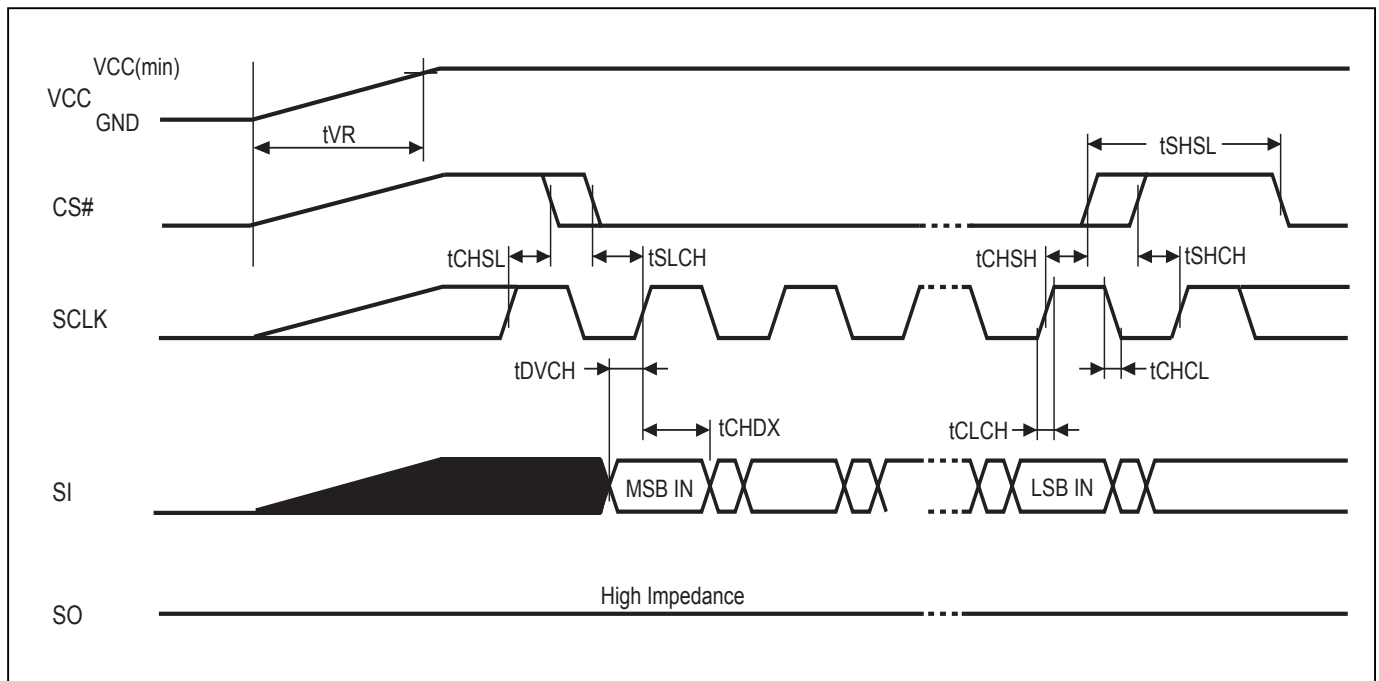 VCC(min)
VCC
GND
tVR
tSHSL
CS#
tCHSL
tSLCH
tCHSH
tSHCH
SCLK
tDVCH
tCHCL
tCHDX
tCLCH
SI
MSB IN
LSB IN
High Impedance
SO